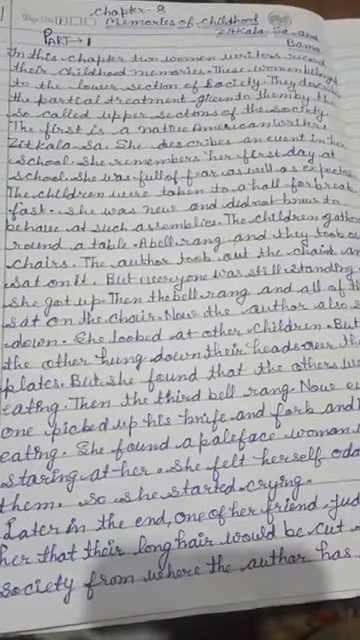 Chapter-8
Memories of Childhood
Zitkala-Sa and
Bama
PART-1
In this chapter two women writers record
their childhood memories. These women belong
to the lower section of Society. They describe
the partial treatment given to them by the
so called upper sections of the society.
The first is a native American writer,
Zitkala-Sa. She describes an event in her
school. She remembers her first day at
school. She was full of fear as well as
The children were taken to a hall for break
fast. She was new and did not know to
behave at such assemblies. The children gathe
round a table. A bell rang and they took ou
chairs. The author took out the chair an
sat on it. But everyone was still standing
she got up. Then the bell rang and all of th
sat on the chair. Now the author also s
down. She looked at other children. But
the other hung down their heads over the
plates. But she found that the others we
eating. Then the third bell rang. Now e
one picked up his knife and fork and
eating. She found a paleface woman
staring at her. She felt herself
them. So she started crying.
Later in the end, one of her friend Jud
her that their long hair would be cut
Society from where the author has